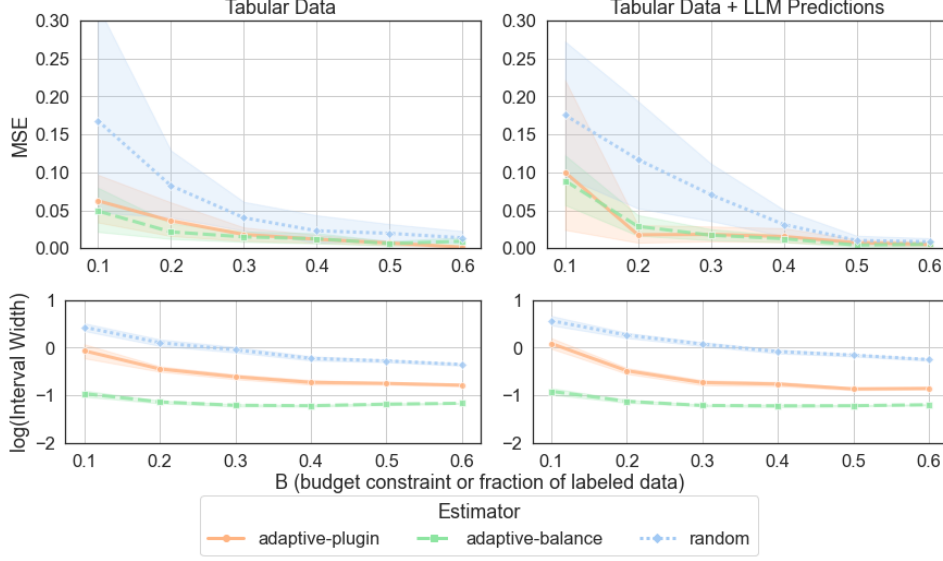 Tabular Data
Tabular Data + LLM Predictions
MSE
0.30
0.25
0.20
0.15
0.10
0.05
0.00
0.1 0.2 0.3 0.4 0.5 0.6
0.30
0.25
0.20
0.15
0.10
0.05
0.00
0.1 0.2 0.3 0.4 0.5 0.6
log(Interval Width)
1
0
−1
−2
0.1 0.2 0.3 0.4 0.5 0.6
1
0
−1
−2
0.1 0.2 0.3 0.4 0.5 0.6
B (budget constraint or fraction of labeled data)
Estimator
adaptive-plugin adaptive-balance random